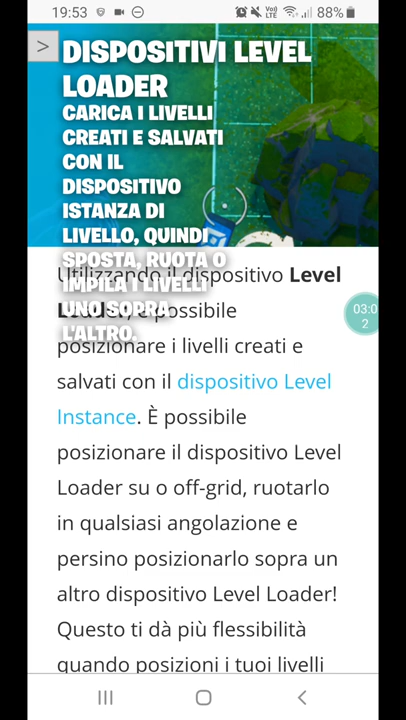 19:53
Voi)
LTE
88%
>
DISPOSITIVI LEVEL
LOADER
CARICA I LIVELLI
CREATI E SALVATI
CON IL
DISPOSITIVO
ISTANZA DI
LIVELLO, QUINDI
SPOSTA, RUOTA O
IMPILA I LIVELLI
UNO SOPRA
L'ALTRO.
Utilizzando il dispositivo Level
Loader, è possibile
posizionare i livelli creati e
salvati con il dispositivo Level
Instance. È possibile
posizionare il dispositivo Level
Loader su o off-grid, ruotarlo
in qualsiasi angolazione e
persino posizionarlo sopra un
altro dispositivo Level Loader!
Questo ti dà più flessibilità
quando posizioni i tuoi livelli
03:0
2